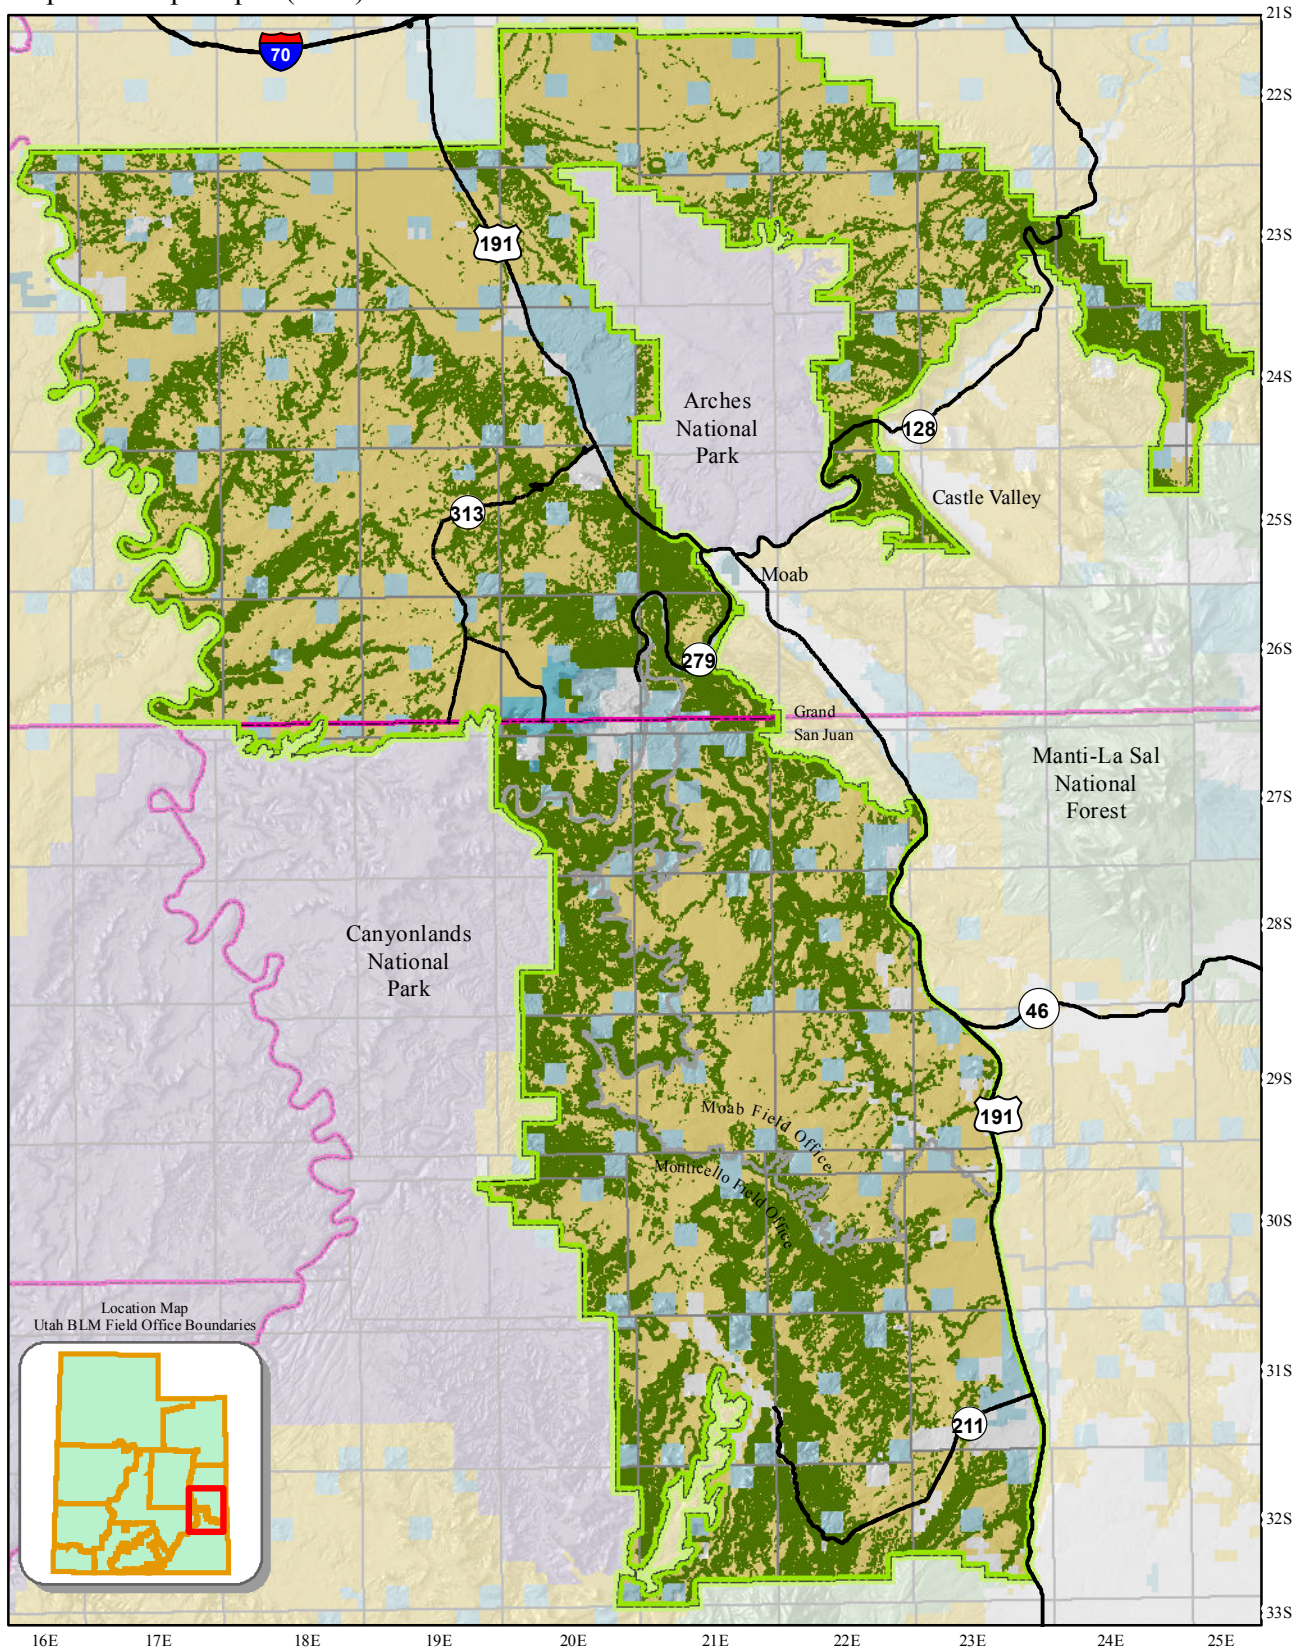 21S
70
22S
191
23S
24S
Arches
National
Park
128
Castle Valley
313
25S
Moab
279
26S
Grand
San Juan
Manti-La Sal
National
Forest
27S
28S
Canyonlands
National
Park
46
29S
Moab Field Office
191
Monticello Field Office
30S
Location Map
Utah BLM Field Office Boundaries
31S
211
32S
33S
16E 17E 18E 19E 20E 21E 22E 23E 24E 25E